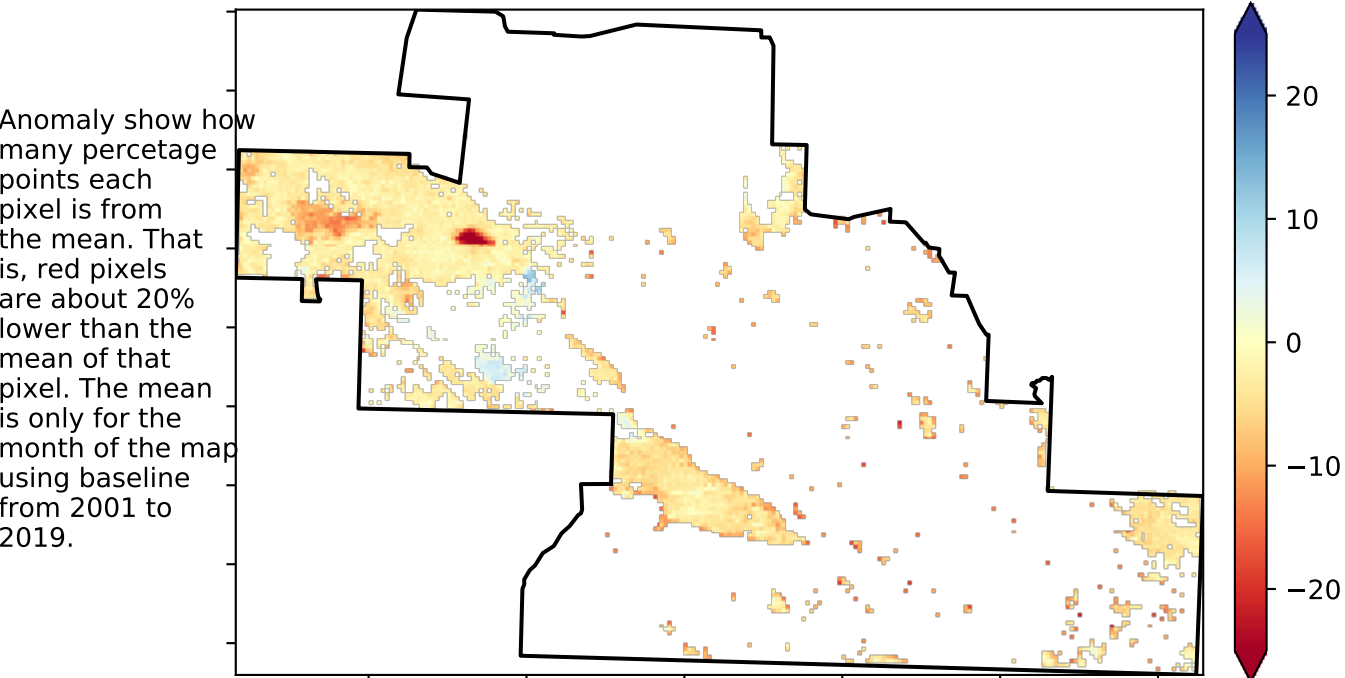 Anomaly show how
many percetage
points each
pixel is from
the mean. That
is, red pixels
are about 20%
lower than the
mean of that
pixel. The mean
is only for the
month of the map
using baseline
from 2001 to
2019.
20
10
0
−10
−20